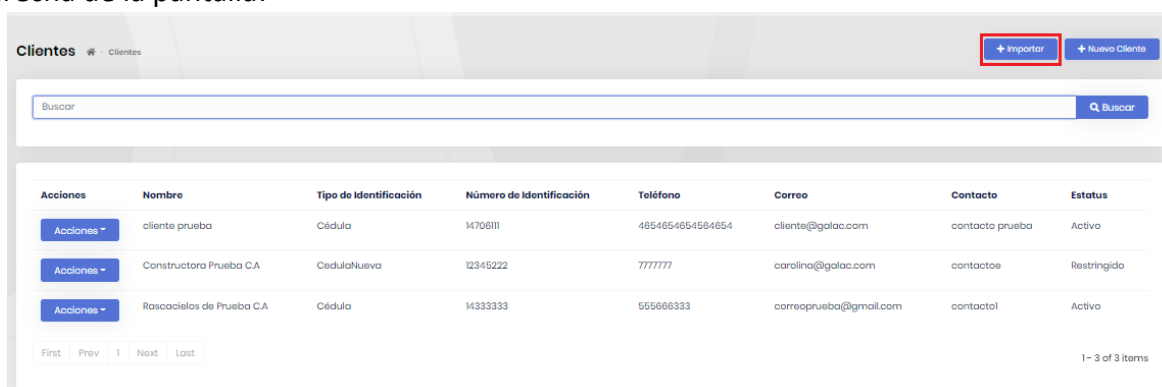 Clientes Clientes + Importar + Nuevo Cliente
Buscar Buscar
Acciones Nombre Tipo de Identificación Número de Identificación Teléfono Correo Contacto Estatus
Acciones cliente prueba Cédula 14706111 4654654654564654 cliente@galac.com contacto prueba Activo
Acciones Constructora Prueba C.A CedulaNueva 12345222 7777777 carolina@galac.com contactoe Restringido
Acciones Rascacielos de Prueba C.A Cédula 14333333 555666333 correoprueba@gmail.com contacto1 Activo
First Prev 1 Next Last
1 - 3 of 3 items